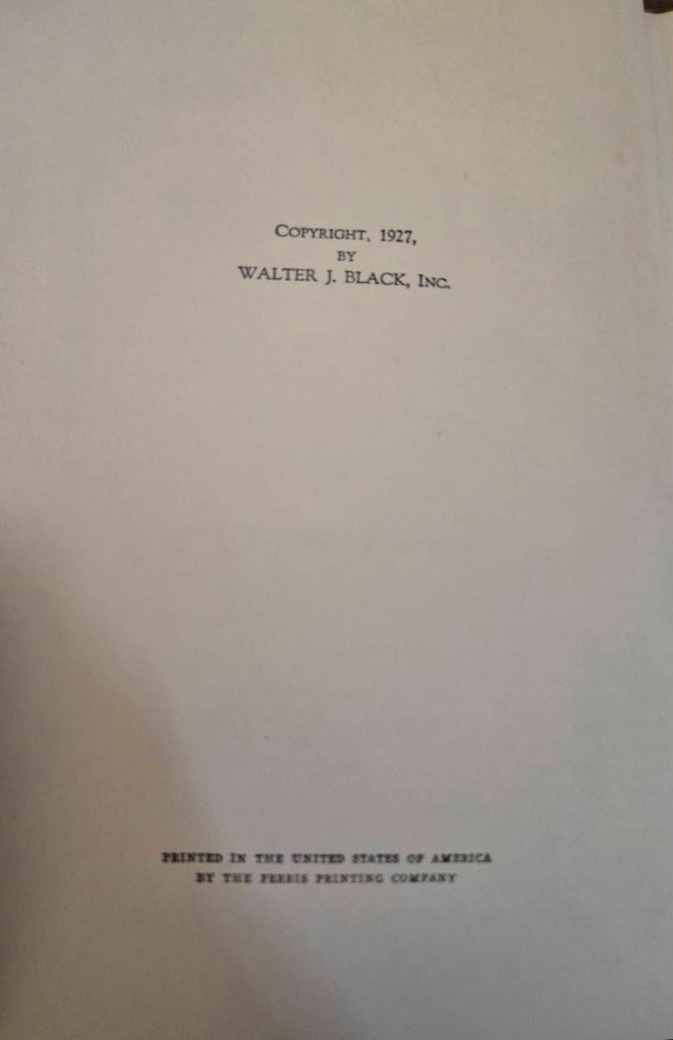 COPYRIGHT, 1927,
BY
WALTER J. BLACK, INC.
PRINTED IN THE UNITED STATES OF AMERICA
BY THE FERRIS PRINTING COMPANY